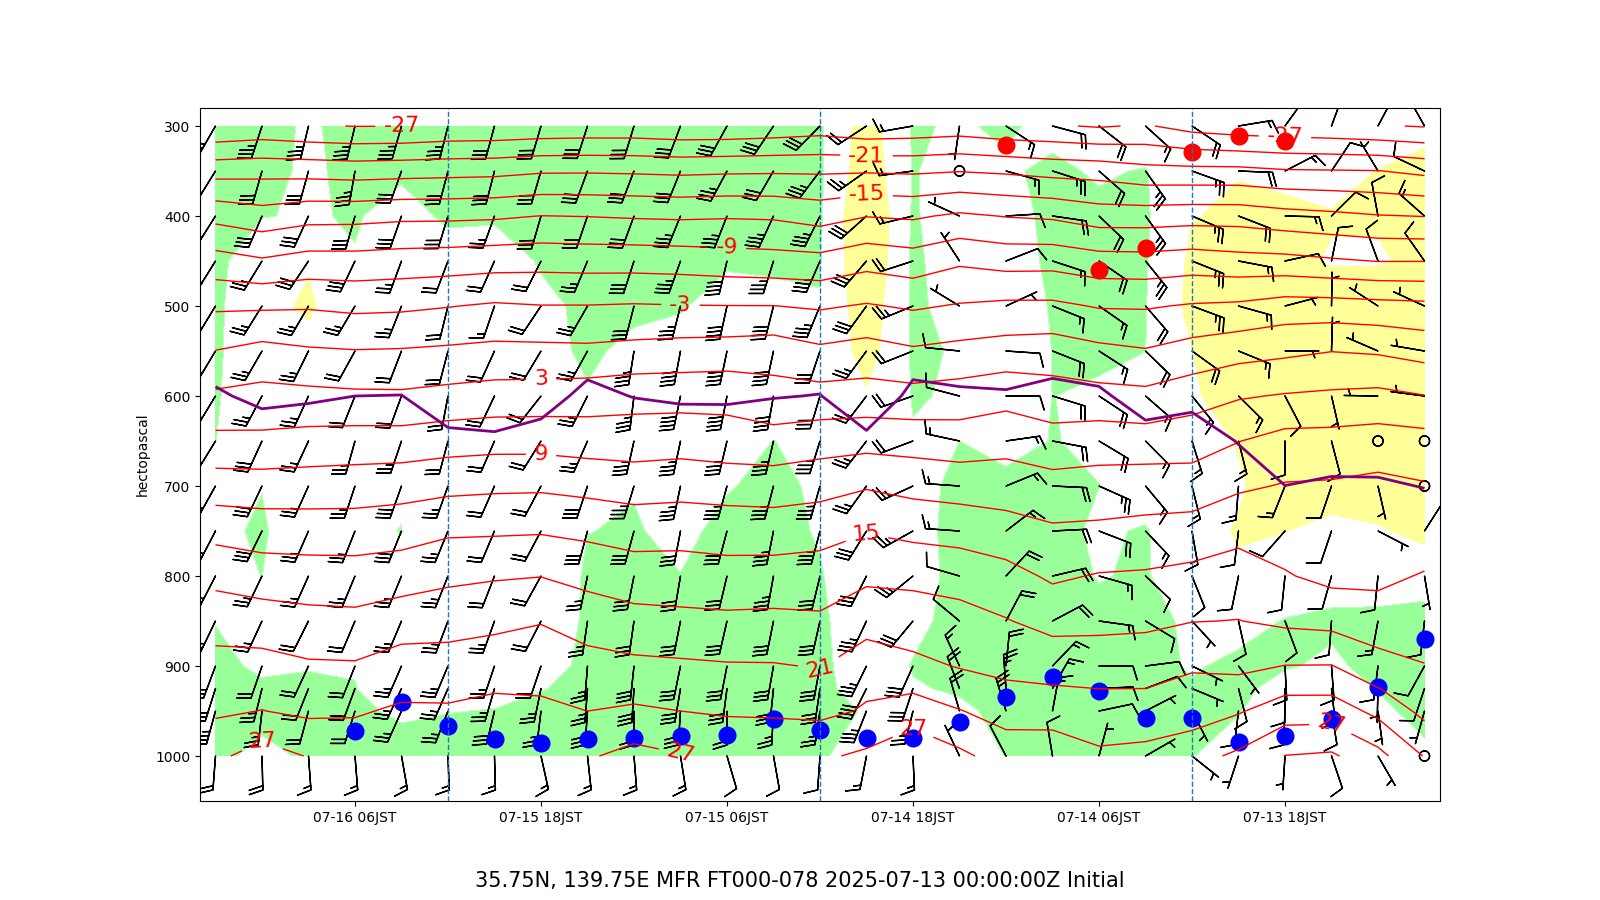 -27
-27
300
-21
-15
400
-9
500
-3
3
600
9
700
15
800
21
900
27
27
27
27
1000
hectopascal
07-16 06JST
07-15 18JST
07-15 06JST
07-14 18JST
07-14 06JST
07-13 18JST
35.75N, 139.75E MFR FT000-078 2025-07-13 00:00:00Z Initial